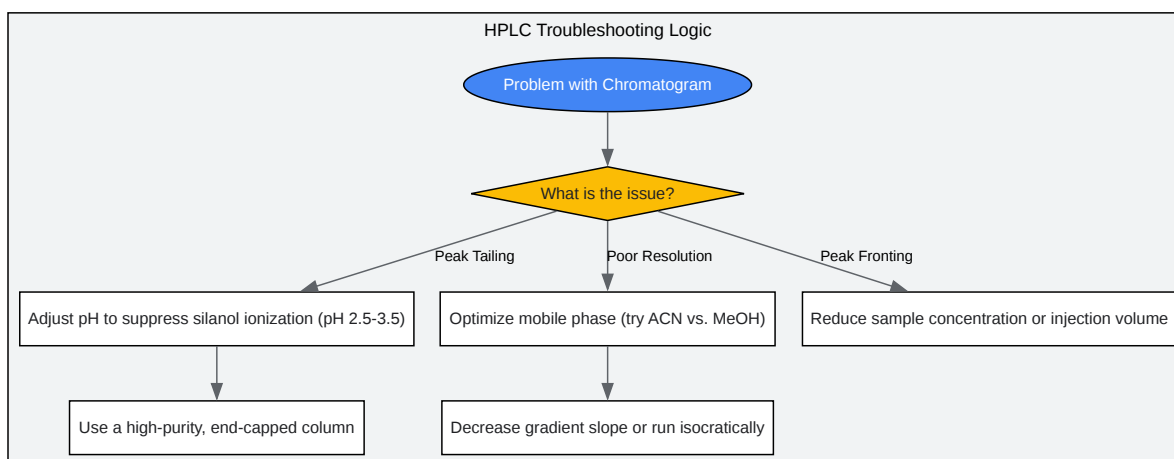 HPLC Troubleshooting Logic
Problem with Chromatogram
What is the issue?
Peak Tailing
Poor Resolution
Peak Fronting
Adjust pH to suppress silanol ionization (pH 2.5-3.5)
Optimize mobile phase (try ACN vs. MeOH)
Reduce sample concentration or injection volume
Use a high-purity, end-capped column
Decrease gradient slope or run isocratically